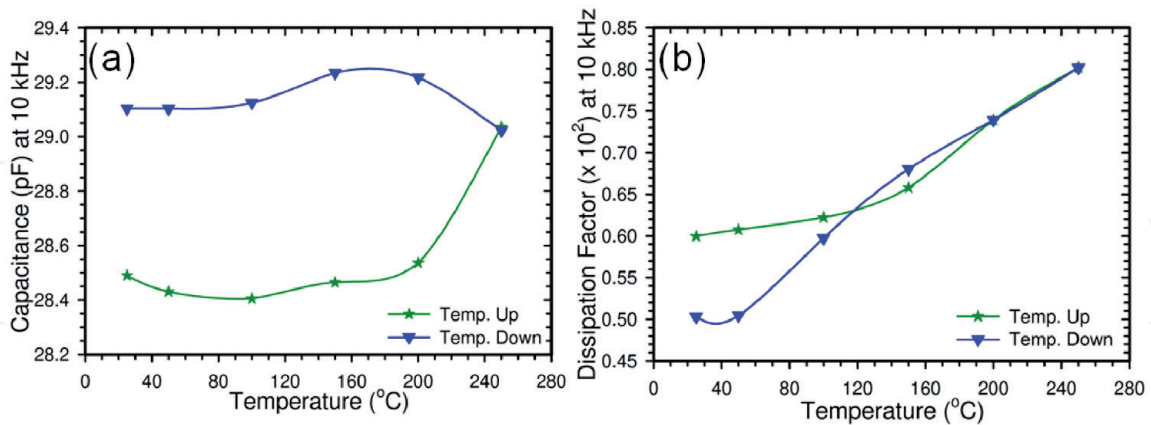 (a)
Capacitance (pF) at 10 kHz
29.4
29.2
29.0
28.8
28.6
28.4
28.2
0 40 80 120 160 200 240 280
Temperature (°C)
Temp. Up
Temp. Down
(b)
Dissipation Factor (x 10²) at 10 kHz
0.85
0.80
0.75
0.70
0.65
0.60
0.55
0.50
0.45
0 40 80 120 160 200 240 280
Temperature (°C)
Temp. Up
Temp. Down